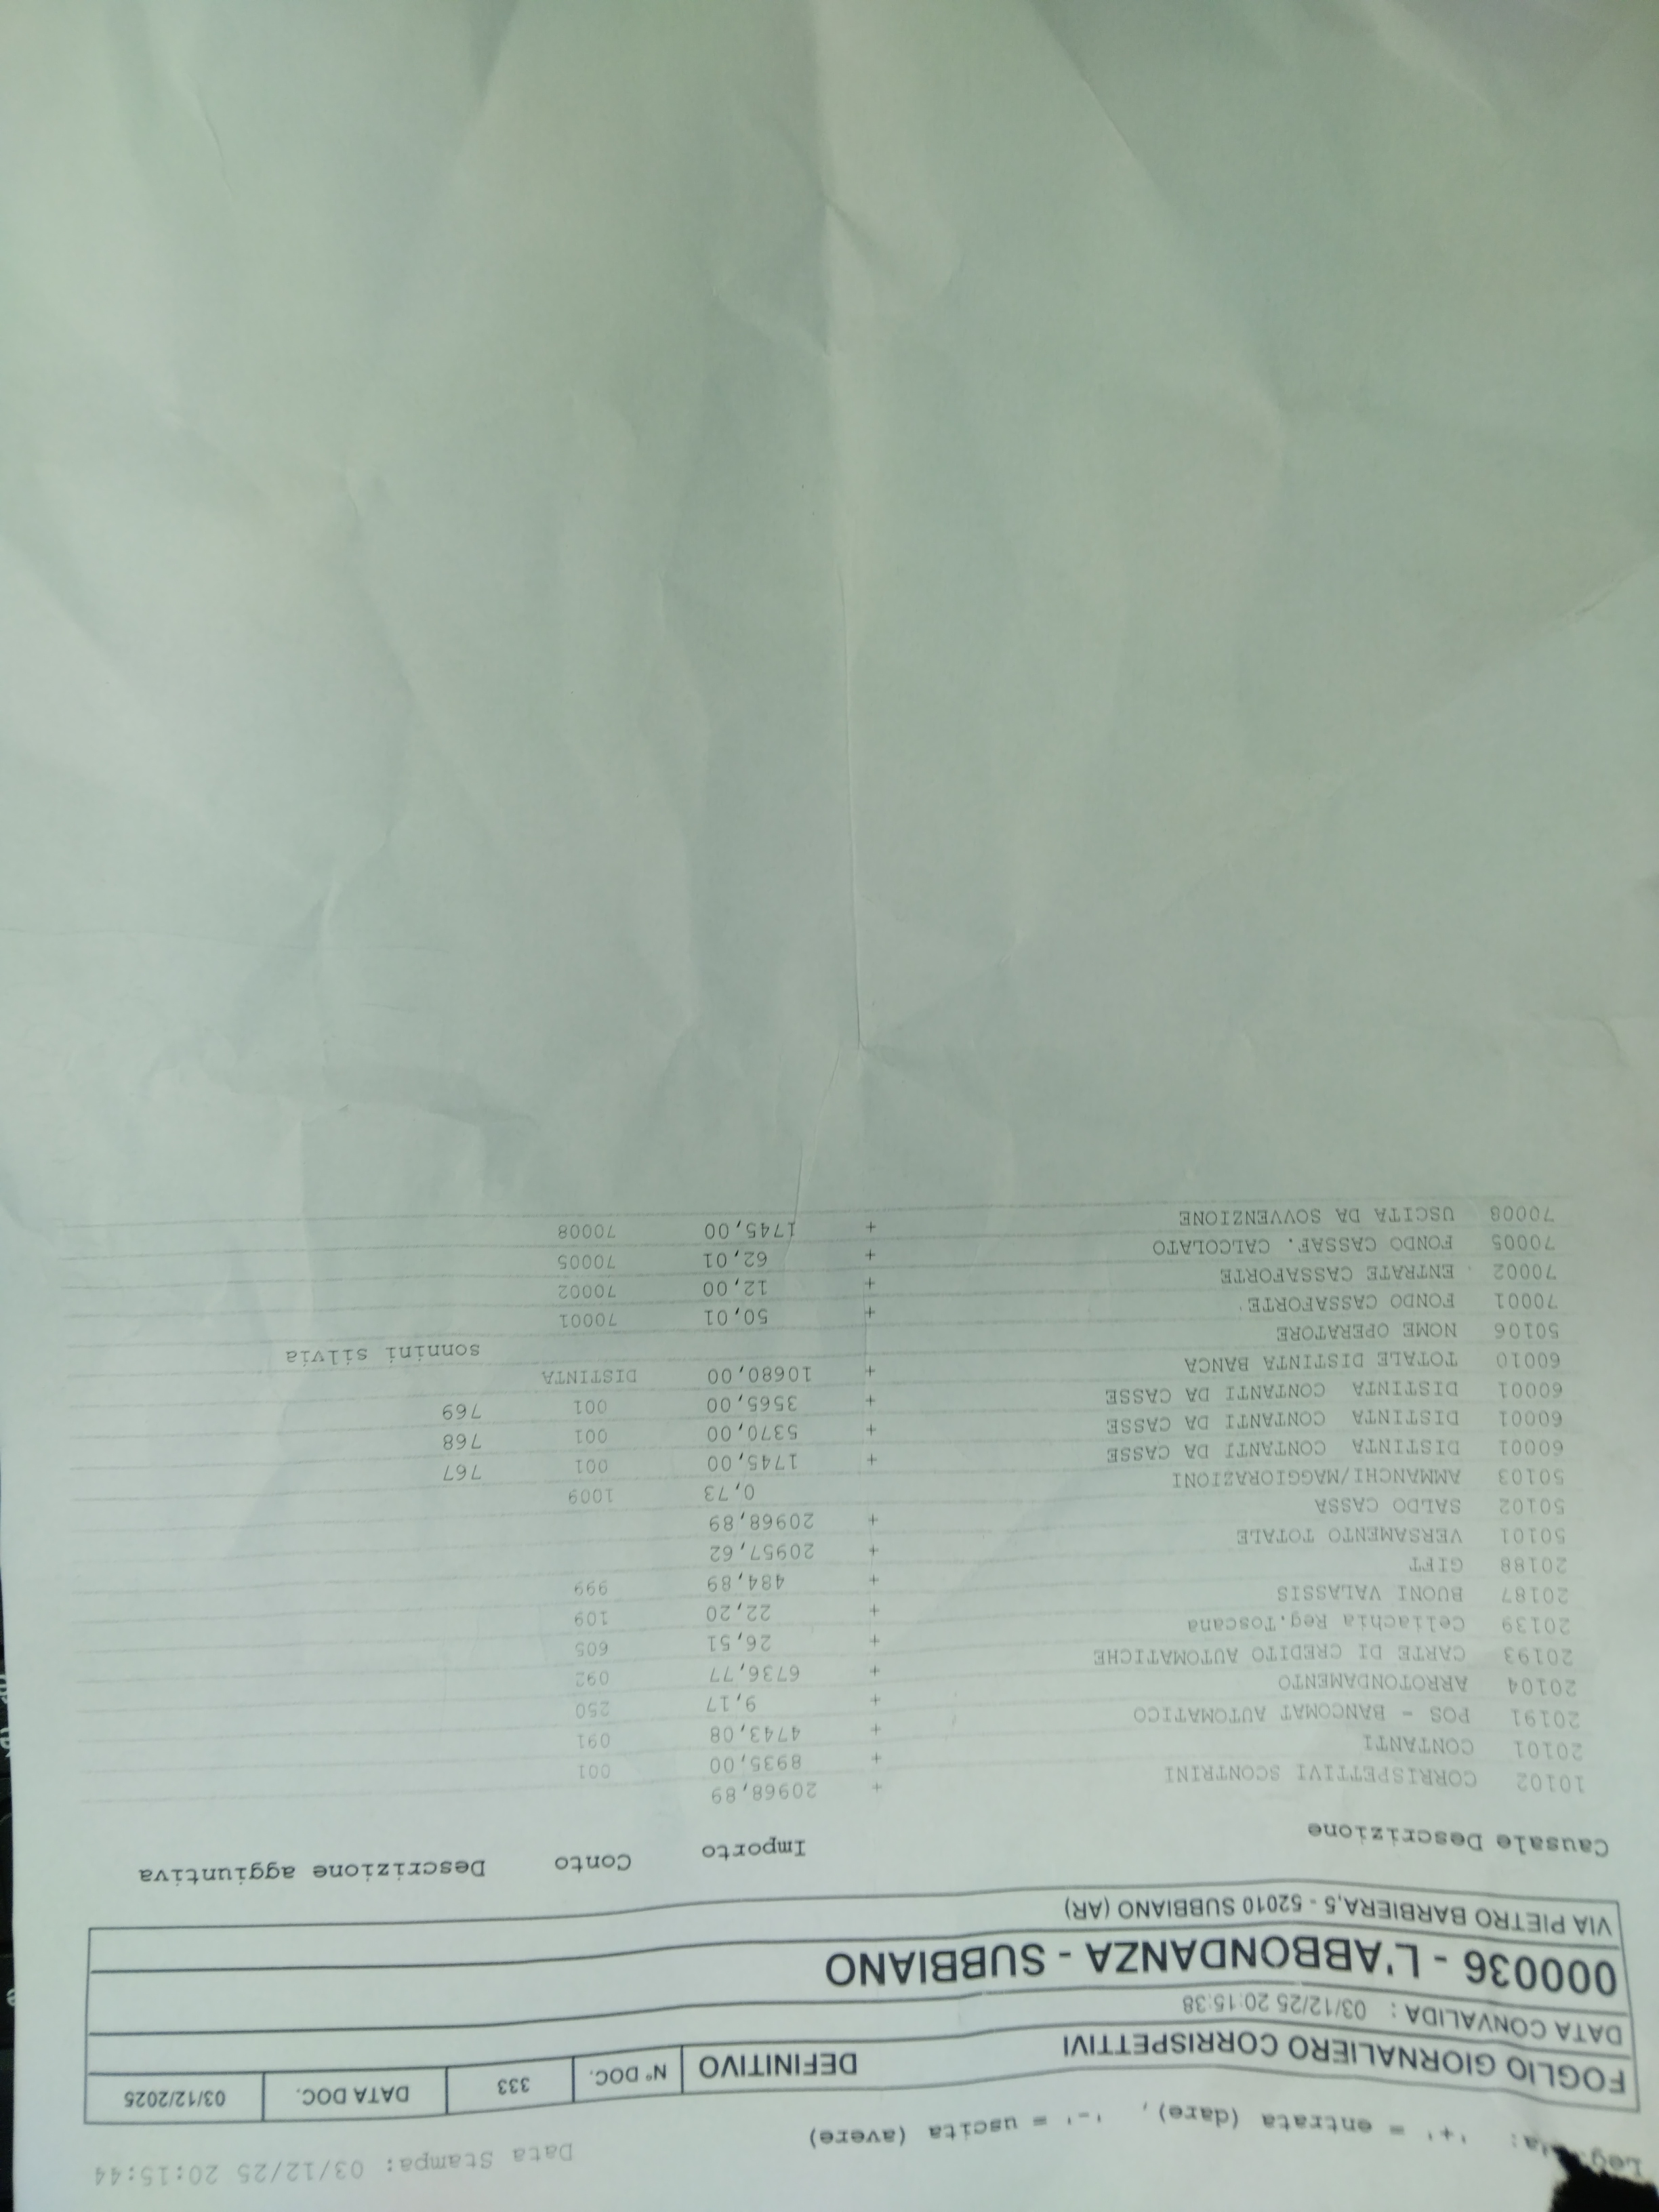 '+' = entrata (dare), '-' = uscita (avere) Data Stampa: 03/12/25 20:15:44
FOGLIO GIORNALIERO CORRISPETTIVI DEFINITIVO N° DOC. 333 DATA DOC. 03/12/2025
DATA CONVALIDA : 03/12/25 20:15:38
000036 - L'ABBONDANZA - SUBBIANO
VIA PIETRO BARBIERA,5 - 52010 SUBBIANO (AR)
Causale Descrizione Importo Conto Descrizione aggiuntiva
10102 CORRISPETTIVI SCONTRINI + 20968,89
20101 CONTANTI + 8935,00 001
20191 POS - BANCOMAT AUTOMATICO + 4743,08 091
20104 ARROTONDAMENTO + 9,17 250
20193 CARTE DI CREDITO AUTOMATICHE + 6736,77 092
20139 Celiachia Reg.Toscana + 26,51 605
20187 BUONI VALASSIS + 22,20 109
20188 GIFT + 484,89 999
50101 VERSAMENTO TOTALE + 20957,62
50102 SALDO CASSA + 20968,89
50103 AMMANCHI/MAGGIORAZIONI 0,73 1009
60001 DISTINTA CONTANTI DA CASSE + 1745,00 001 767
60001 DISTINTA CONTANTI DA CASSE + 5370,00 001 768
60001 DISTINTA CONTANTI DA CASSE + 3565,00 001 769
60010 TOTALE DISTINTA BANCA + 10680,00 DISTINTA
50106 NOME OPERATORE sonnini silvia
70001 FONDO CASSAFORTE + 50,01 70001
70002 ENTRATE CASSAFORTE + 12,00 70002
70005 FONDO CASSAF. CALCOLATO + 62,01 70005
70008 USCITA DA SOVVENZIONE + 1745,00 70008